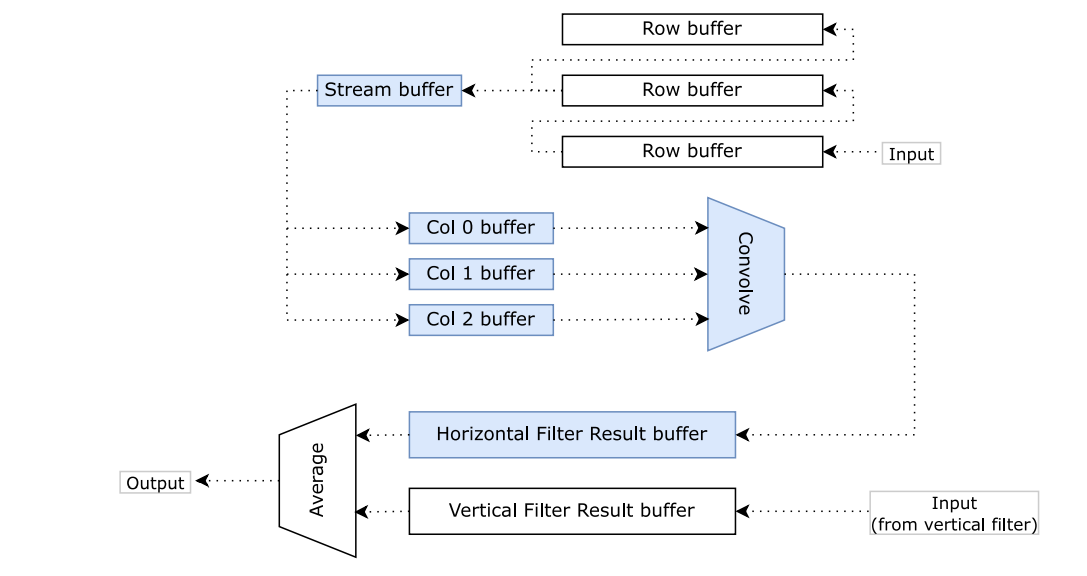 Row buffer
Stream buffer
Row buffer
Row buffer
Input
Col 0 buffer
Col 1 buffer
Col 2 buffer
Convolve
Horizontal Filter Result buffer
Average
Output
Vertical Filter Result buffer
Input
(from vertical filter)